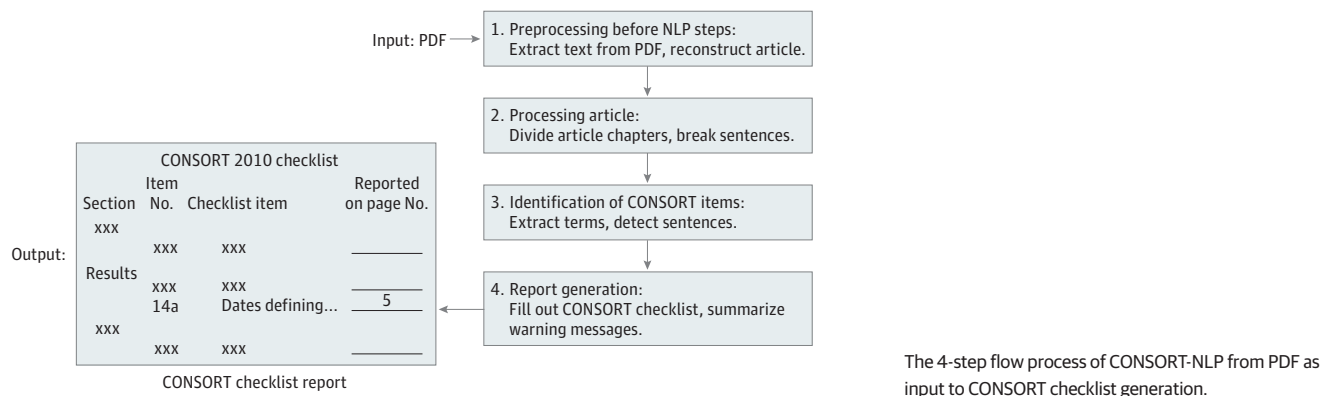 Input: PDF
1. Preprocessing before NLP steps:
Extract text from PDF, reconstruct article.
2. Processing article:
Divide article chapters, break sentences.
3. Identification of CONSORT items:
Extract terms, detect sentences.
4. Report generation:
Fill out CONSORT checklist, summarize
warning messages.
Output:
CONSORT 2010 checklist
Item Reported
Section No. Checklist item on page No.
xxx
xxx xxx
Results
xxx xxx
14a Dates defining... 5
xxx
xxx xxx
CONSORT checklist report
The 4-step flow process of CONSORT-NLP from PDF as
input to CONSORT checklist generation.